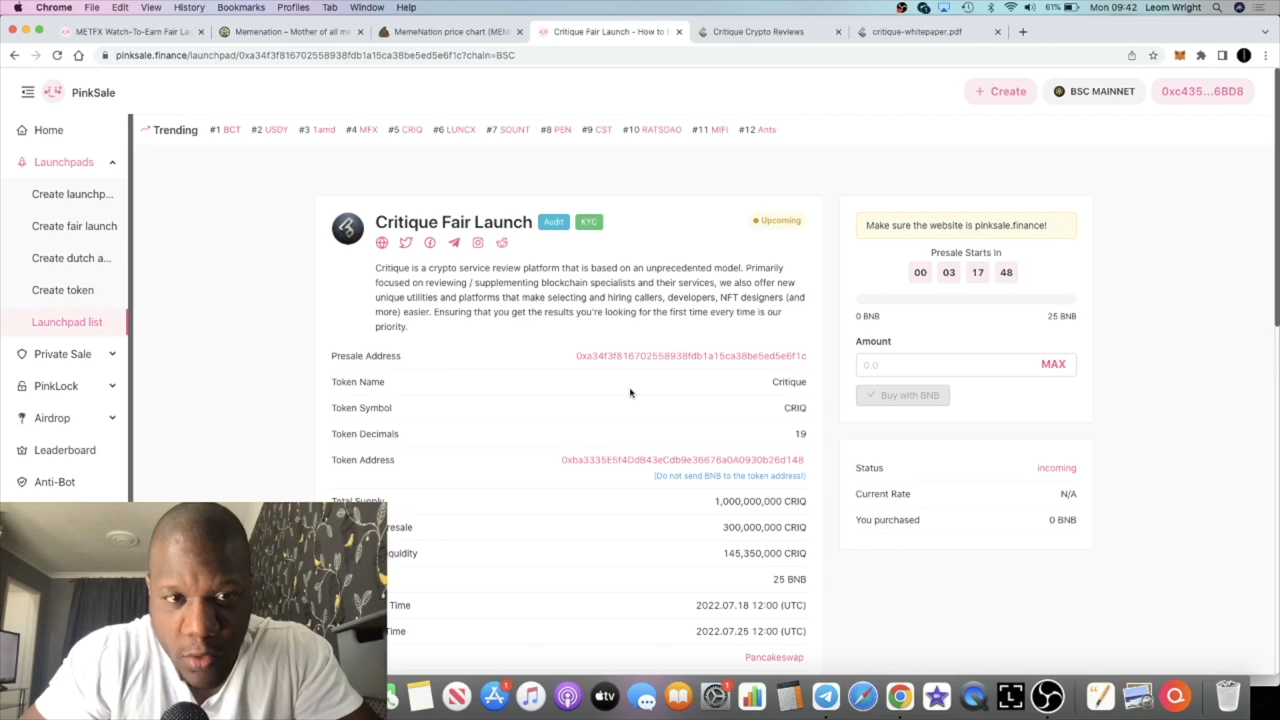 Chrome File Edit View History Bookmarks Profiles Tab Window Help 61% Mon 09:42 Leom Wright
METFX Watch-To-Earn Fair Lau
Memenation – Mother of all m
MemeNation price chart (MEM
Critique Fair Launch - How to b
Critique Crypto Reviews
critique-whitepaper.pdf
pinksale.finance/launchpad/0xa34f3f816702558938fdb1a15ca38be5ed5e6f1c?chain=BSC
PinkSale
Create
BSC MAINNET
0xc435...6BD8
Home
Launchpads
Create launchp...
Create fair launch
Create dutch a...
Create token
Launchpad list
Private Sale
PinkLock
Airdrop
Leaderboard
Anti-Bot
Trending #1 BCT #2 USDY #3 1amd #4 MFX #5 CRIQ #6 LUNCX #7 SOUNT #8 PEN #9 CST #10 RATSDAO #11 MIFI #12 Ants
Critique Fair Launch Audit KYC Upcoming
Critique is a crypto service review platform that is based on an unprecedented model. Primarily
focused on reviewing / supplementing blockchain specialists and their services, we also offer new
unique utilities and platforms that make selecting and hiring callers, developers, NFT designers (and
more) easier. Ensuring that you get the results you're looking for the first time every time is our
priority.
Presale Address 0xa34f3f816702558938fdb1a15ca38be5ed5e6f1c
Token Name Critique
Token Symbol CRIQ
Token Decimals 19
Token Address 0xba3335E5f4Dd843eCdb9e36676a0A0930b26d148
(Do not send BNB to the token address!)
Total Supply 1,000,000,000 CRIQ
resale 300,000,000 CRIQ
iquidity 145,350,000 CRIQ
25 BNB
Time 2022.07.18 12:00 (UTC)
Time 2022.07.25 12:00 (UTC)
Pancakeswap
Make sure the website is pinksale.finance!
Presale Starts In
00 03 17 48
0 BNB 25 BNB
Amount
0.0 MAX
Buy with BNB
Status incoming
Current Rate N/A
You purchased 0 BNB
1
tv
1
L